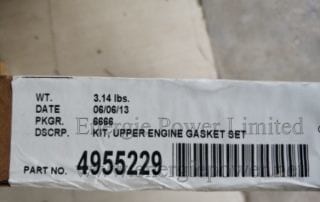 WT. 3.14 lbs.
DATE 06/06/13
PKGR. 6666
DSCRP. KIT, UPPER ENGINE GASKET SET
Energie Power Limited
PART NO. 4955229